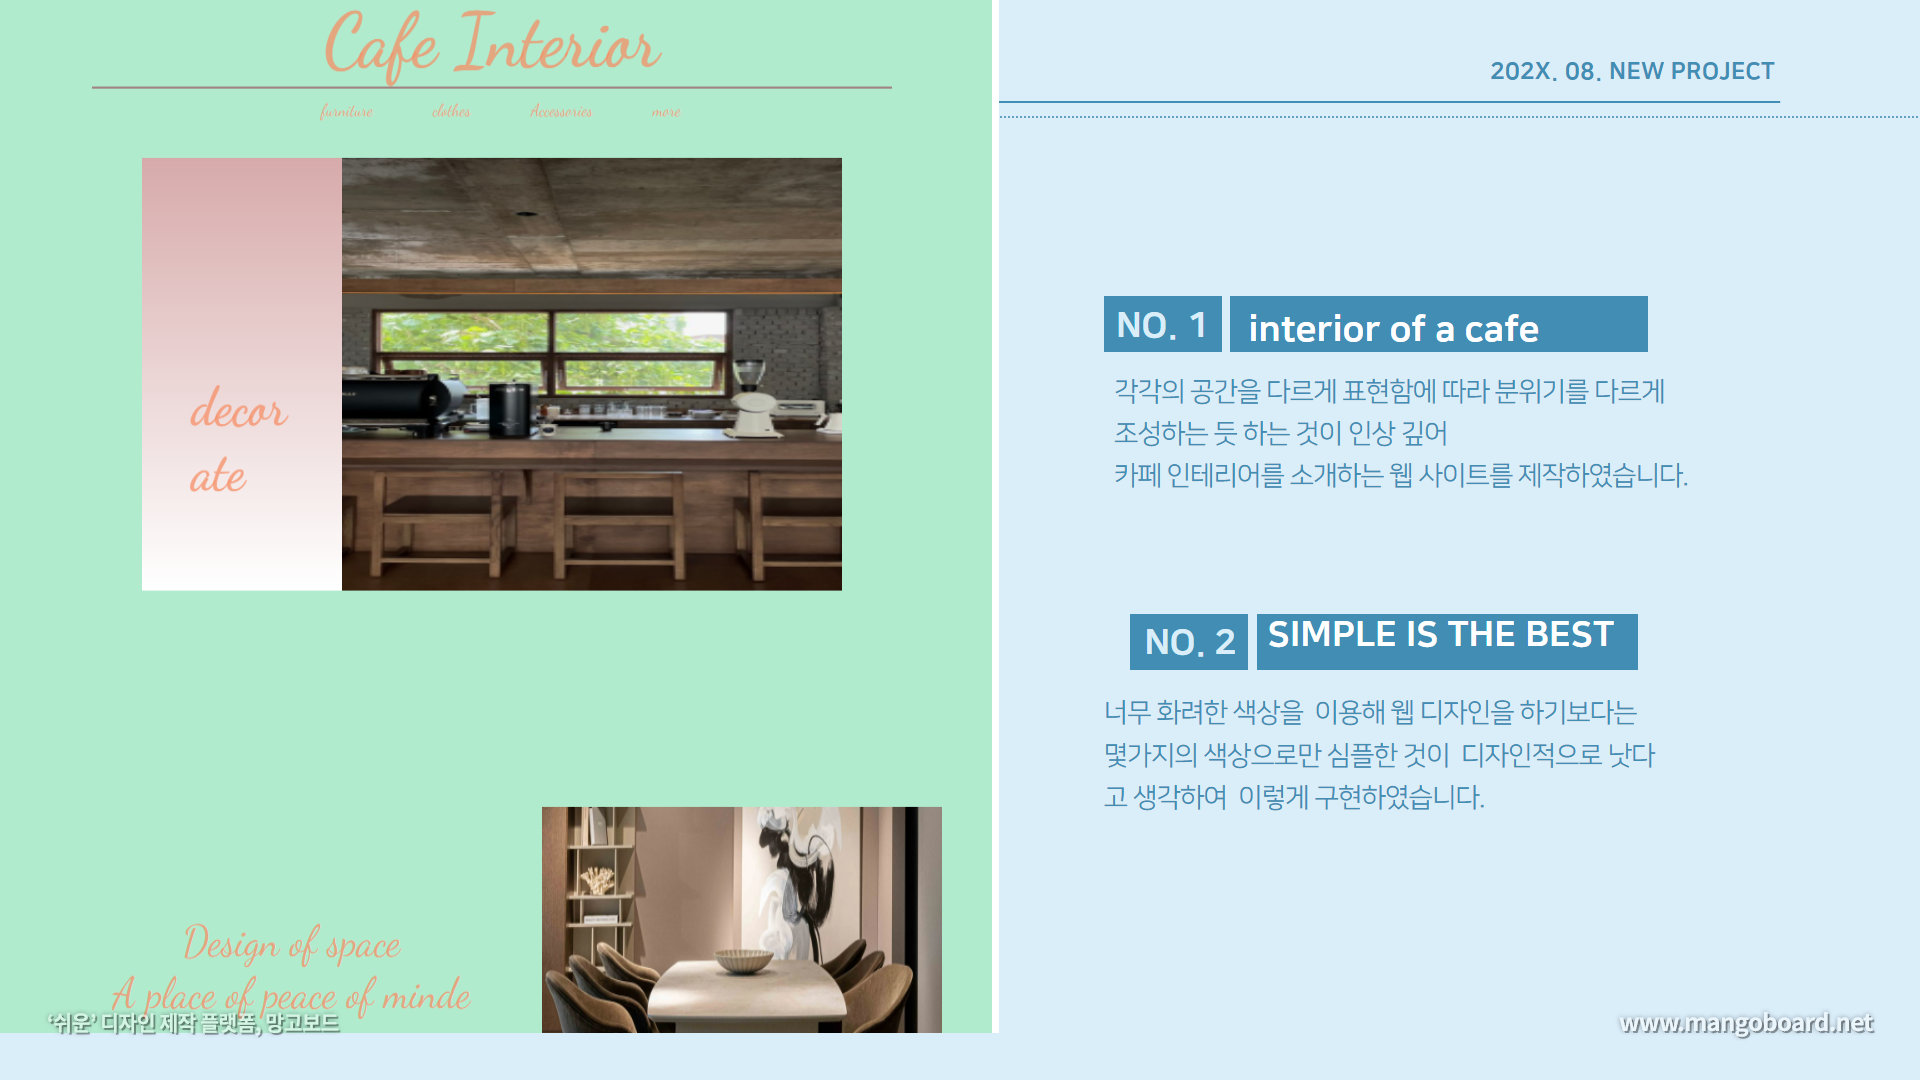 Cafe Interior
furniture clothes Accessories more
decor
ate
Design of space
A place of peace of minde
‘쉬운’ 디자인 제작 플랫폼, 망고보드
202X. 08. NEW PROJECT
NO. 1 interior of a cafe
각각의 공간을 다르게 표현함에 따라 분위기를 다르게
조성하는 듯 하는 것이 인상 깊어
카페 인테리어를 소개하는 웹 사이트를 제작하였습니다.
NO. 2 SIMPLE IS THE BEST
너무 화려한 색상을 이용해 웹 디자인을 하기보다는
몇가지의 색상으로만 심플한 것이 디자인적으로 낫다
고 생각하여 이렇게 구현하였습니다.
www.mangoboard.net